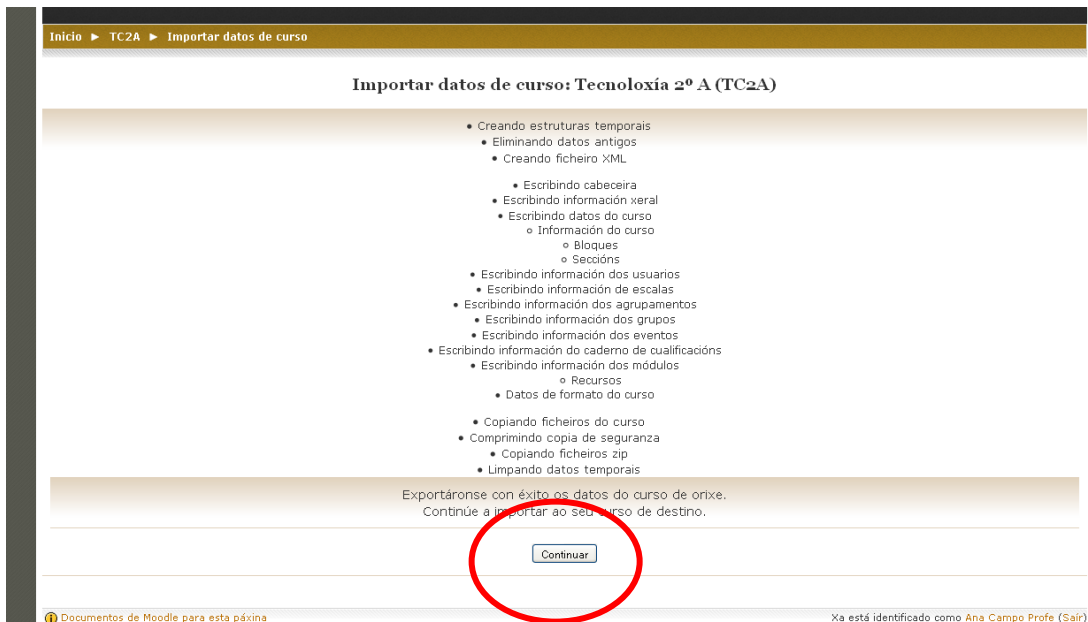 Inicio ► TC2A ► Importar datos de curso
Importar datos de curso: Tecnoloxía 2º A (TC2A)
• Creando estruturas temporais
• Eliminando datos antigos
• Creando ficheiro XML
• Escribindo cabeceira
• Escribindo información xeral
• Escribindo datos do curso
○ Información do curso
○ Bloques
○ Seccións
• Escribindo información dos usuarios
• Escribindo información de escalas
• Escribindo información dos agrupamentos
• Escribindo información dos grupos
• Escribindo información dos eventos
• Escribindo información do caderno de cualificacións
• Escribindo información dos módulos
○ Recursos
• Datos de formato do curso
• Copiando ficheiros do curso
• Comprimindo copia de seguranza
• Copiando ficheiros zip
• Limpando datos temporais
Exportáronse con éxito os datos do curso de orixe.
Continúe a importar ao seu curso de destino.
Continuar
Documentos de Moodle para esta páxina
Xa está identificado como Ana Campo Profe (Saír)